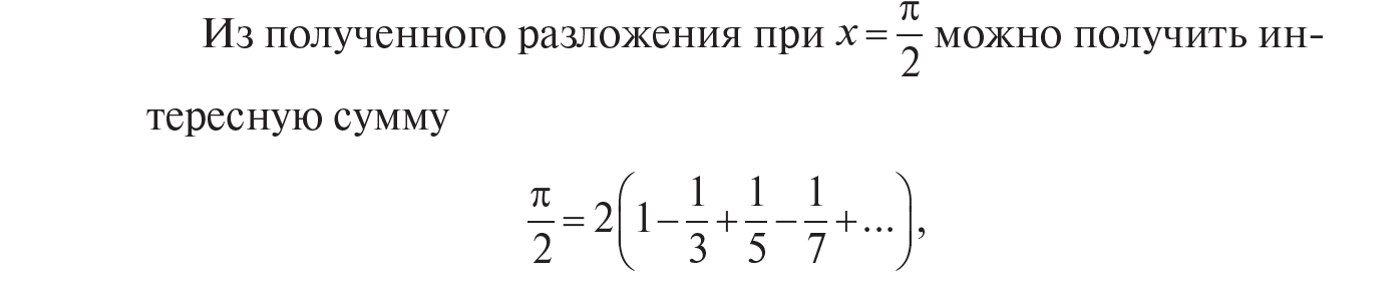 Из полученного разложения при x = π/2 можно получить ин-
тересную сумму
π/2 = 2(1 − 1/3 + 1/5 − 1/7 + ...),